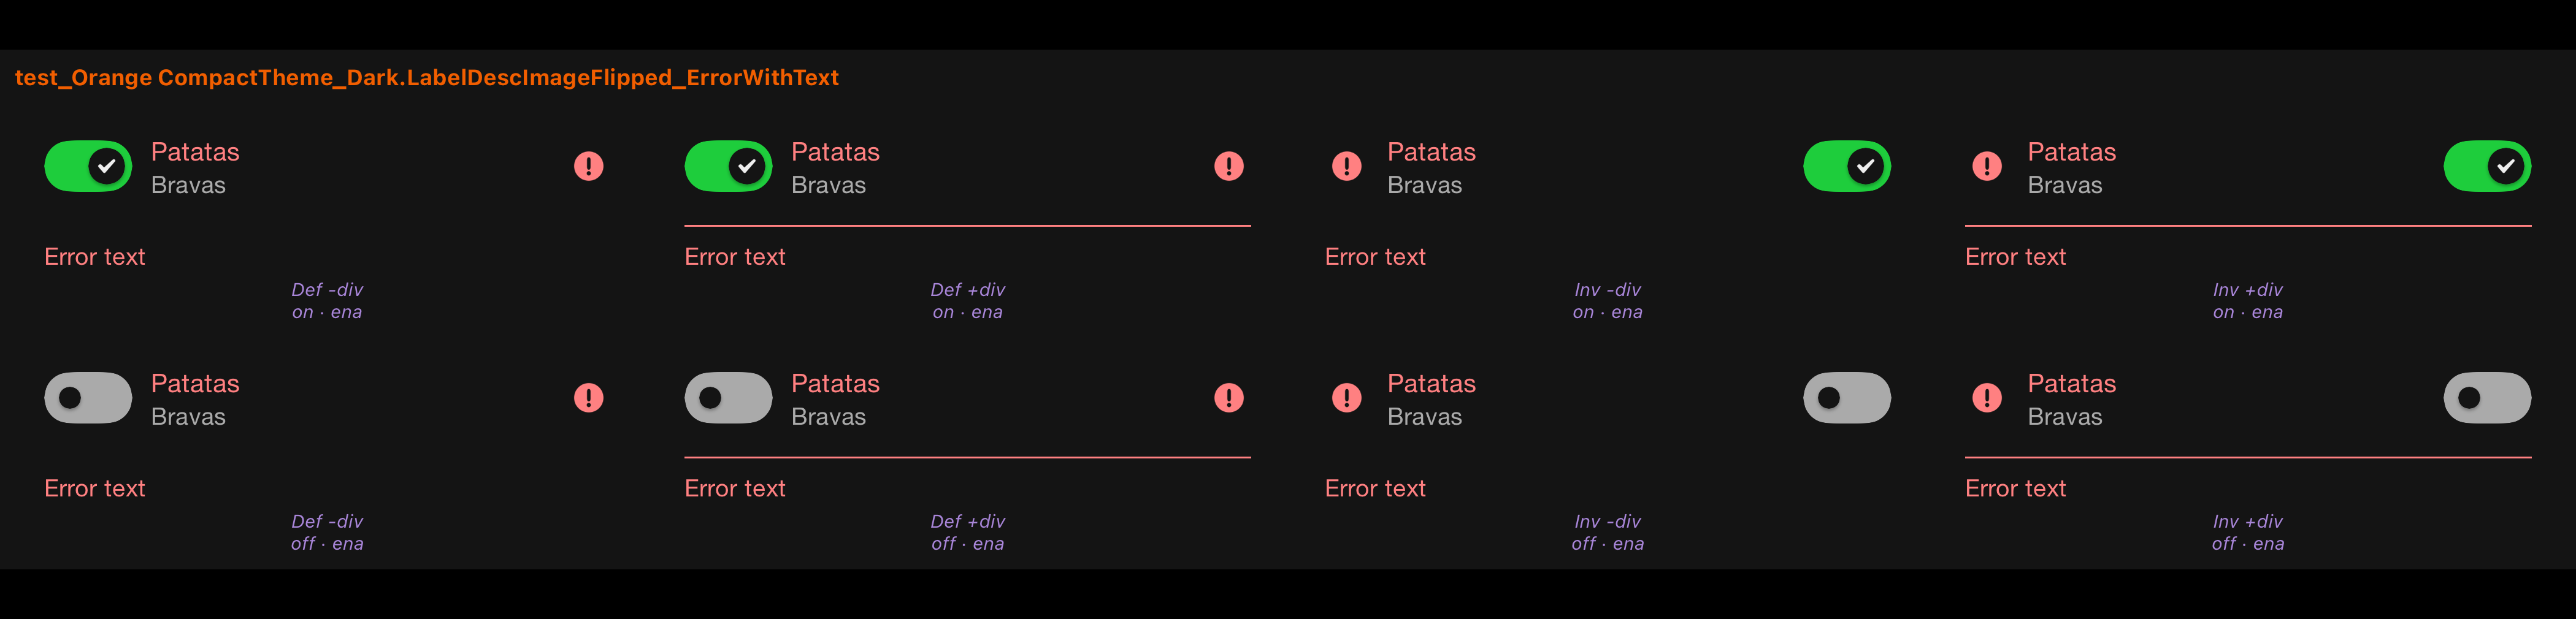 test_Orange CompactTheme_Dark.LabelDescImageFlipped_ErrorWithText
Patatas
Bravas
Error text
Def -div
on · ena
Patatas
Bravas
Error text
Def +div
on · ena
Patatas
Bravas
Error text
Inv -div
on · ena
Patatas
Bravas
Error text
Inv +div
on · ena
Patatas
Bravas
Error text
Def -div
off · ena
Patatas
Bravas
Error text
Def +div
off · ena
Patatas
Bravas
Error text
Inv -div
off · ena
Patatas
Bravas
Error text
Inv +div
off · ena